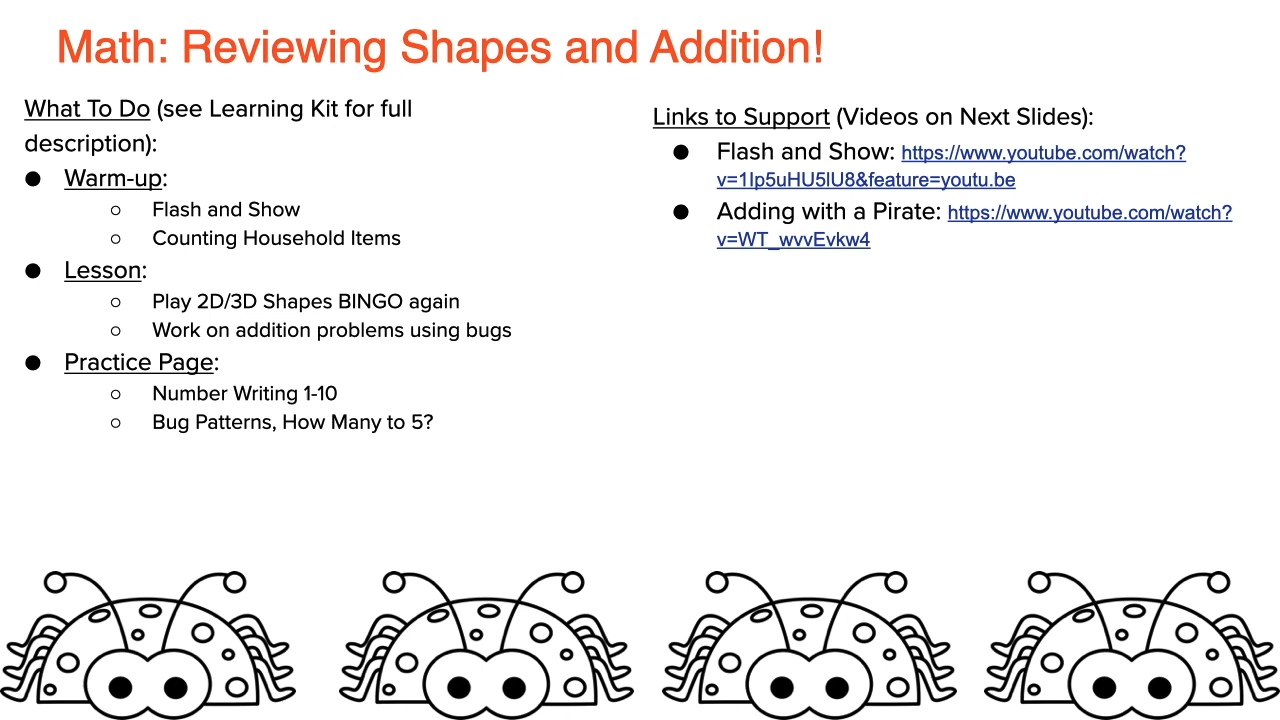 Math: Reviewing Shapes and Addition!
What To Do (see Learning Kit for full
description):
● Warm-up:
○ Flash and Show
○ Counting Household Items
● Lesson:
○ Play 2D/3D Shapes BINGO again
○ Work on addition problems using bugs
● Practice Page:
○ Number Writing 1-10
○ Bug Patterns, How Many to 5?
Links to Support (Videos on Next Slides):
● Flash and Show: https://www.youtube.com/watch?
v=1Ip5uHU5lU8&feature=youtu.be
● Adding with a Pirate: https://www.youtube.com/watch?
v=WT_wvvEvkw4